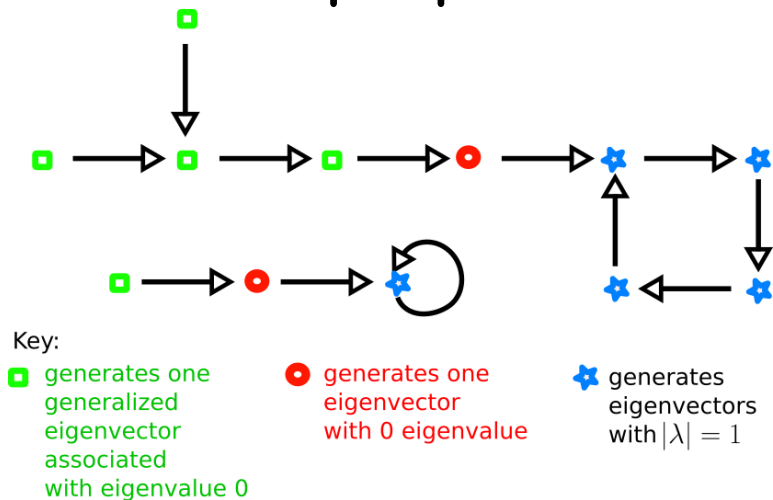 Key:
generates one
generalized
eigenvector
associated
with eigenvalue 0
generates one
eigenvector
with 0 eigenvalue
generates
eigenvectors
with |λ| = 1